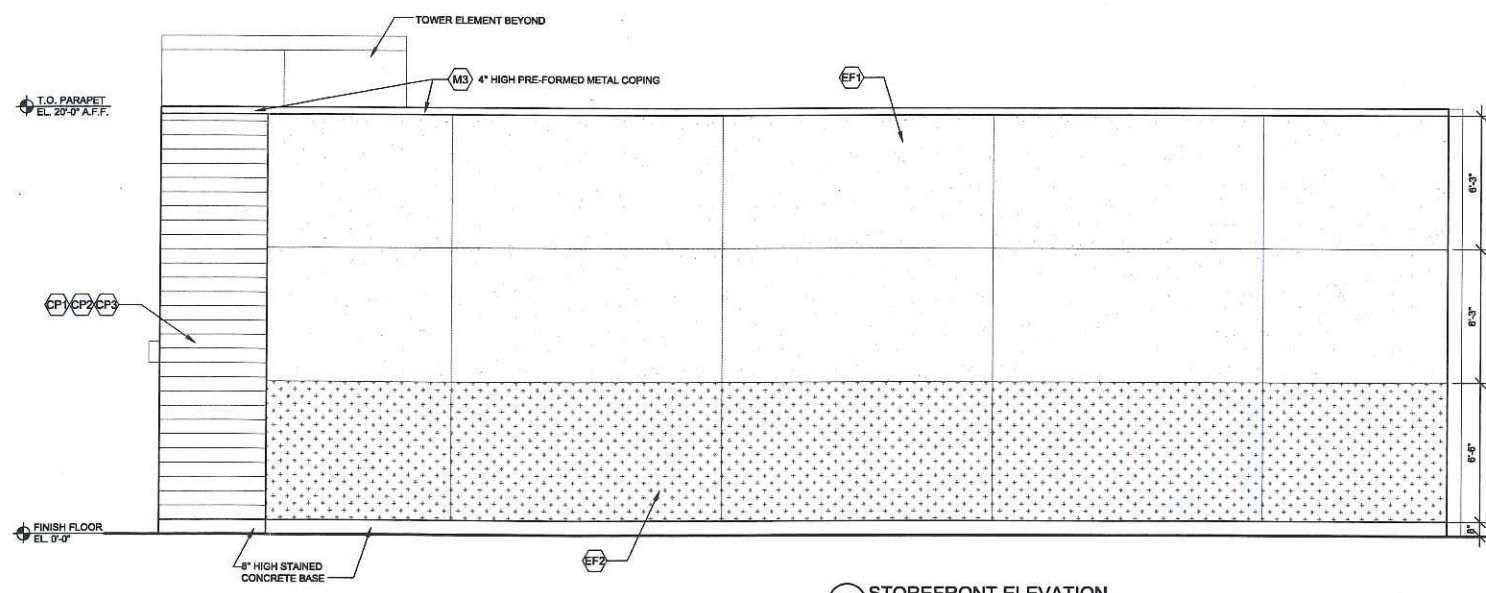 TOWER ELEMENT BEYOND
M3 4" HIGH PRE-FORMED METAL COPING
EF1
T.O. PARAPET
EL. 20'-0" A.F.F.
6'-3"
6'-3"
CP1 CP2 CP3
6'-6"
FINISH FLOOR
EL. 0'-0"
8"
8" HIGH STAINED
CONCRETE BASE
EF2
STOREFRONT ELEVATION